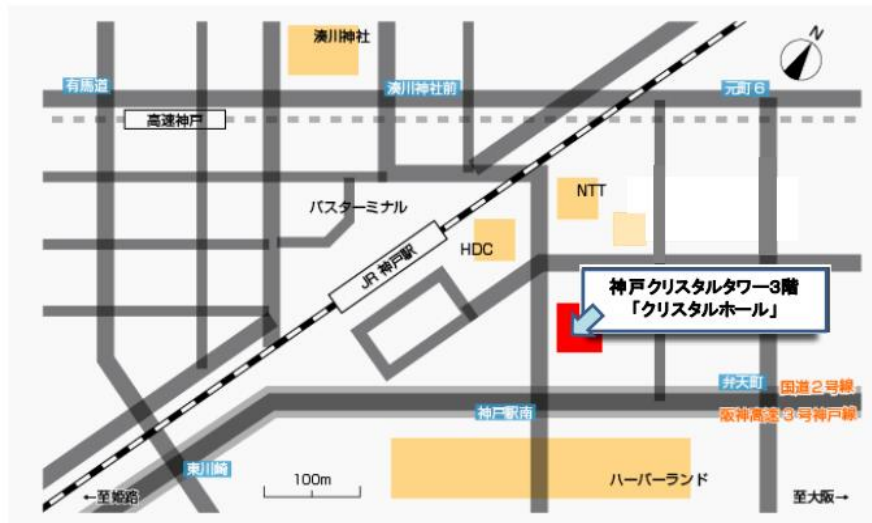 湊川神社
N
有馬道
湊川神社前
元町6
高速神戸
バスターミナル
NTT
HDC
JR 神戸駅
神戸クリスタルタワー3階
「クリスタルホール」
弁天町
国道2号線
神戸駅南
阪神高速3号神戸線
東川崎
100m
ハーバーランド
←至姫路
至大阪→